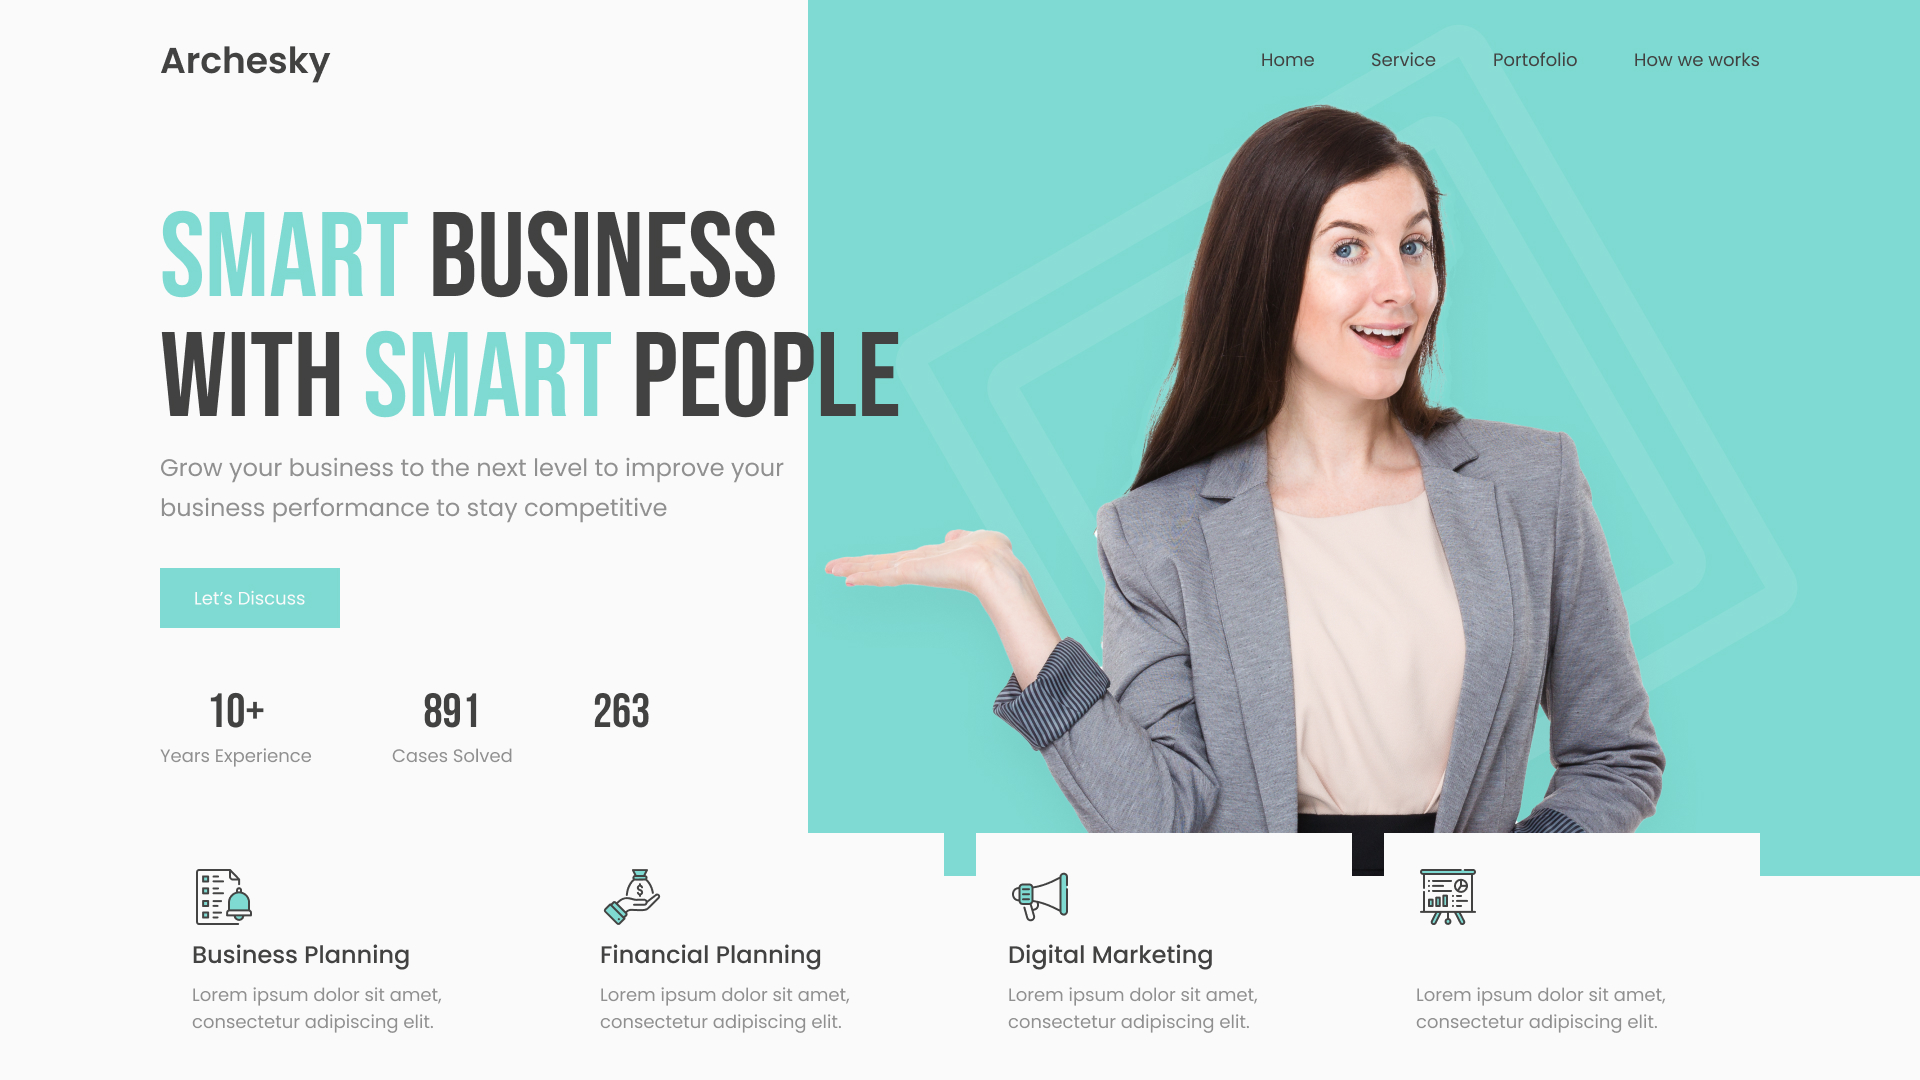 Archesky
Home Service Portofolio How we works
SMART BUSINESS
WITH SMART PEOPLE
Grow your business to the next level to improve your
business performance to stay competitive
Let’s Discuss
10+ 891 263
Years Experience Cases Solved
Business Planning Financial Planning Digital Marketing
Lorem ipsum dolor sit amet, Lorem ipsum dolor sit amet, Lorem ipsum dolor sit amet, Lorem ipsum dolor sit amet,
consectetur adipiscing elit. consectetur adipiscing elit. consectetur adipiscing elit. consectetur adipiscing elit.